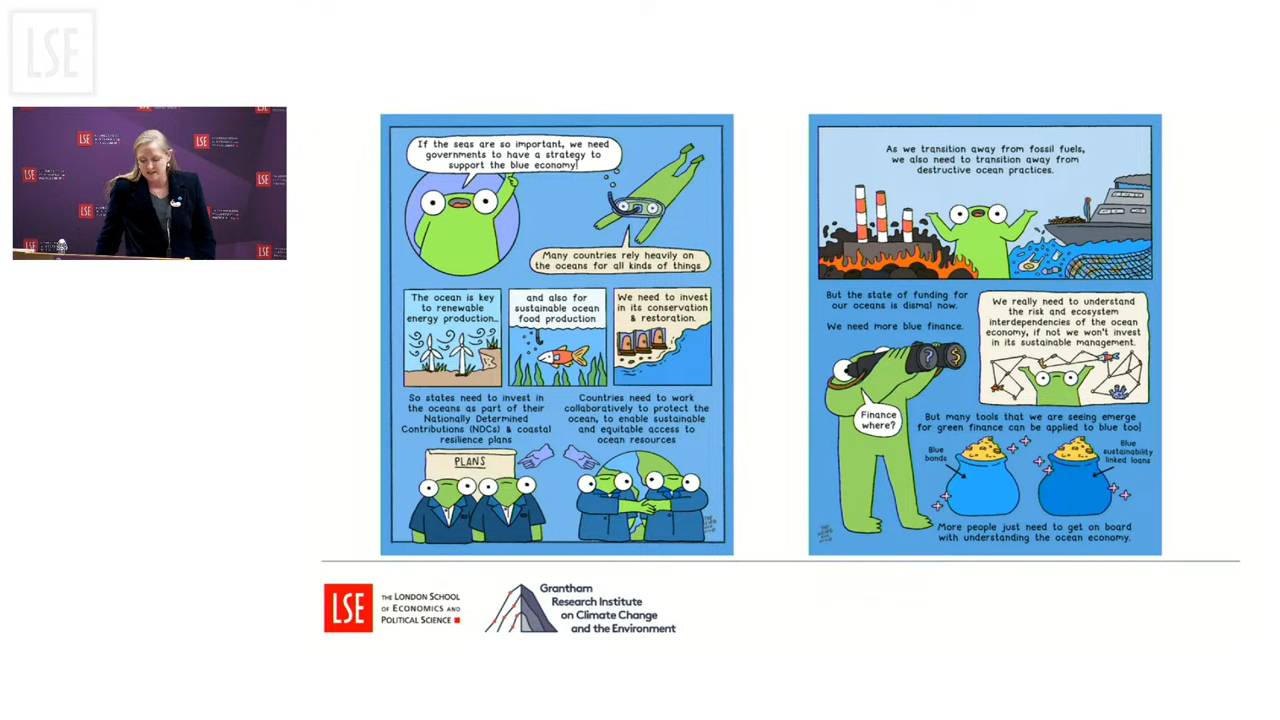 LSE
LSE
LSE
LSE
LSE
LSE
LSE
LSE
If the seas are so important, we need
governments to have a strategy to
support the blue economy!
Many countries rely heavily on
the oceans for all kinds of things
The ocean is key
to renewable
energy production...
and also for
sustainable ocean
food production
We need to invest
in its conservation
& restoration.
So states need to invest in
the oceans as part of their
Nationally Determined
Contributions (NDCs) & coastal
resilience plans
Countries need to work
collaboratively to protect the
ocean, to enable sustainable
and equitable access to
ocean resources
PLANS
As we transition away from fossil fuels,
we also need to transition away from
destructive ocean practices.
But the state of funding for
our oceans is dismal now.
We need more blue finance.
We really need to understand
the risk and ecosystem
interdependencies of the ocean
economy, if not we won't invest
in its sustainable management.
? $
Finance
where?
But many tools that we are seeing emerge
for green finance can be applied to blue too!
Blue
bonds
Blue
sustainability
linked loans
More people just need to get on board
with understanding the ocean economy.
LSE
THE LONDON SCHOOL
OF ECONOMICS AND
POLITICAL SCIENCE
Grantham
Research Institute
on Climate Change
and the Environment